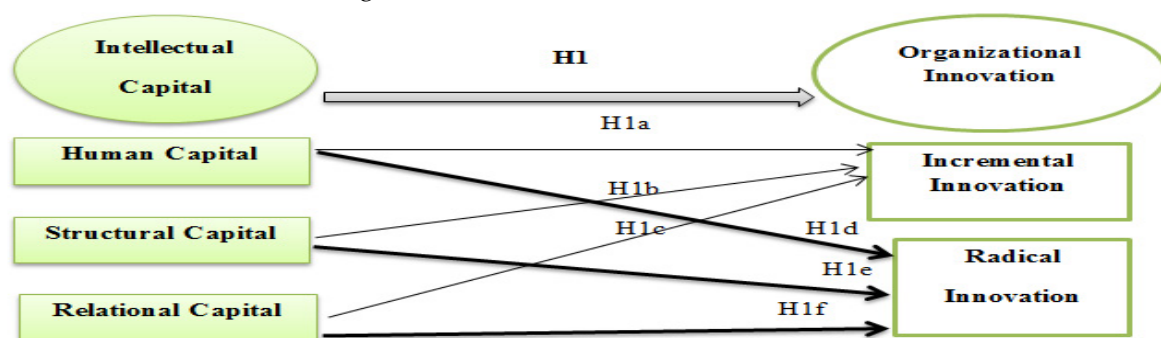 Intellectual
Capital
H1
Organizational
Innovation
H1a
Human Capital
Incremental
Innovation
H1b
Structural Capital
H1c
H1d
H1e
Radical
Innovation
Relational Capital
H1f